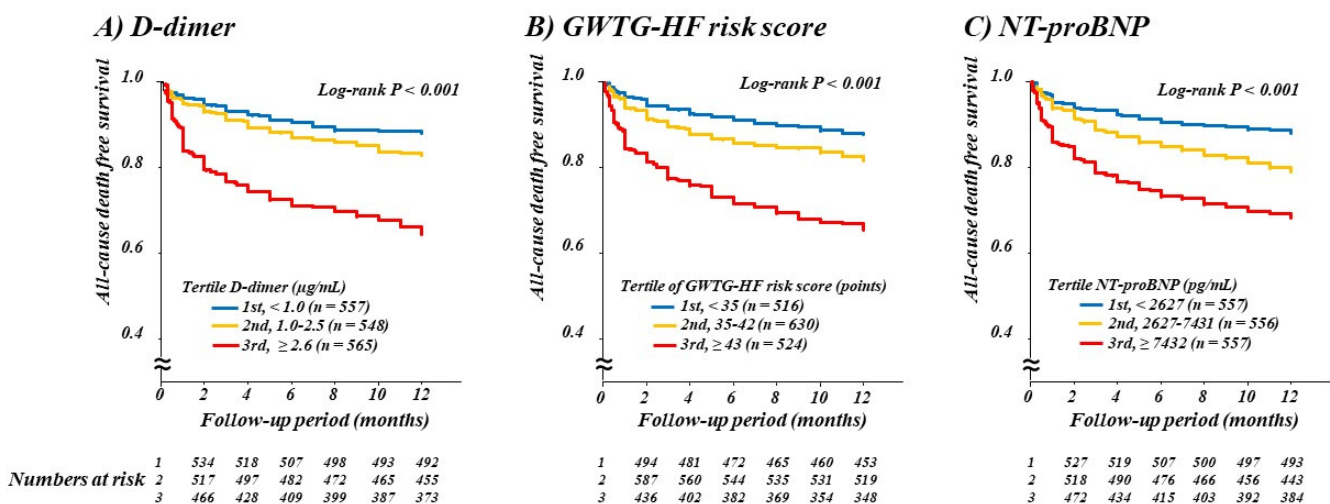 A) D-dimer
1.0
0.8
0.6
0.4
All-cause death free survival
Log-rank P < 0.001
Tertile D-dimer (µg/mL)
1st, < 1.0 (n = 557)
2nd, 1.0-2.5 (n = 548)
3rd, ≥ 2.6 (n = 565)
≈
0 2 4 6 8 10 12
Follow-up period (months)
B) GWTG-HF risk score
1.0
0.8
0.6
0.4
All-cause death free survival
Log-rank P < 0.001
Tertile of GWTG-HF risk score (points)
1st, < 35 (n = 516)
2nd, 35-42 (n = 630)
3rd, ≥ 43 (n = 524)
≈
0 2 4 6 8 10 12
Follow-up period (months)
C) NT-proBNP
1.0
0.8
0.6
0.4
All-cause death free survival
Log-rank P < 0.001
Tertile NT-proBNP (pg/mL)
1st, < 2627 (n = 557)
2nd, 2627-7431 (n = 556)
3rd, ≥ 7432 (n = 557)
≈
0 2 4 6 8 10 12
Follow-up period (months)
Numbers at risk
1 534 518 507 498 493 492
2 517 497 482 472 465 455
3 466 428 409 399 387 373
1 494 481 472 465 460 453
2 587 560 544 535 531 519
3 436 402 382 369 354 348
1 527 519 507 500 497 493
2 518 490 476 466 456 443
3 472 434 415 403 392 384